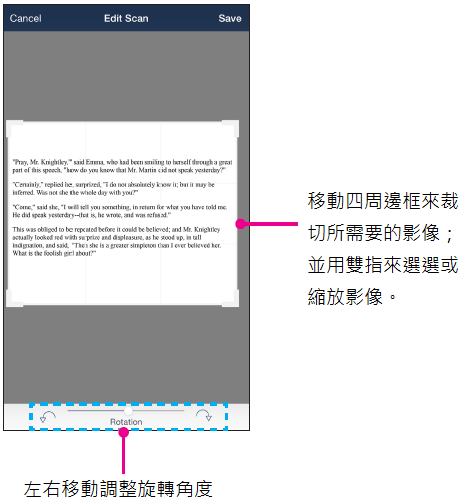 Cancel Edit Scan Save
"Pray, Mr. Knightley," said Emma, who had been smiling to herself through a great
part of this speech, "how do you know that Mr. Martin did not speak yesterday?"
"Certainly," replied he, surprized, "I do not absolutely know it; but it may be
inferred. Was not she the whole day with you?"
"Come," said she, "I will tell you something, in return for what you have told me.
He did speak yesterday--that is, he wrote, and was refused."
This was obliged to be repeated before it could be believed; and Mr. Knightley
actually looked red with surprize and displeasure, as he stood up, in tall
indignation, and said, "Then she is a greater simpleton than I ever believed her.
What is the foolish girl about?"
移動四周邊框來裁
切所需要的影像；
並用雙指來選選或
縮放影像。
Rotation
左右移動調整旋轉角度